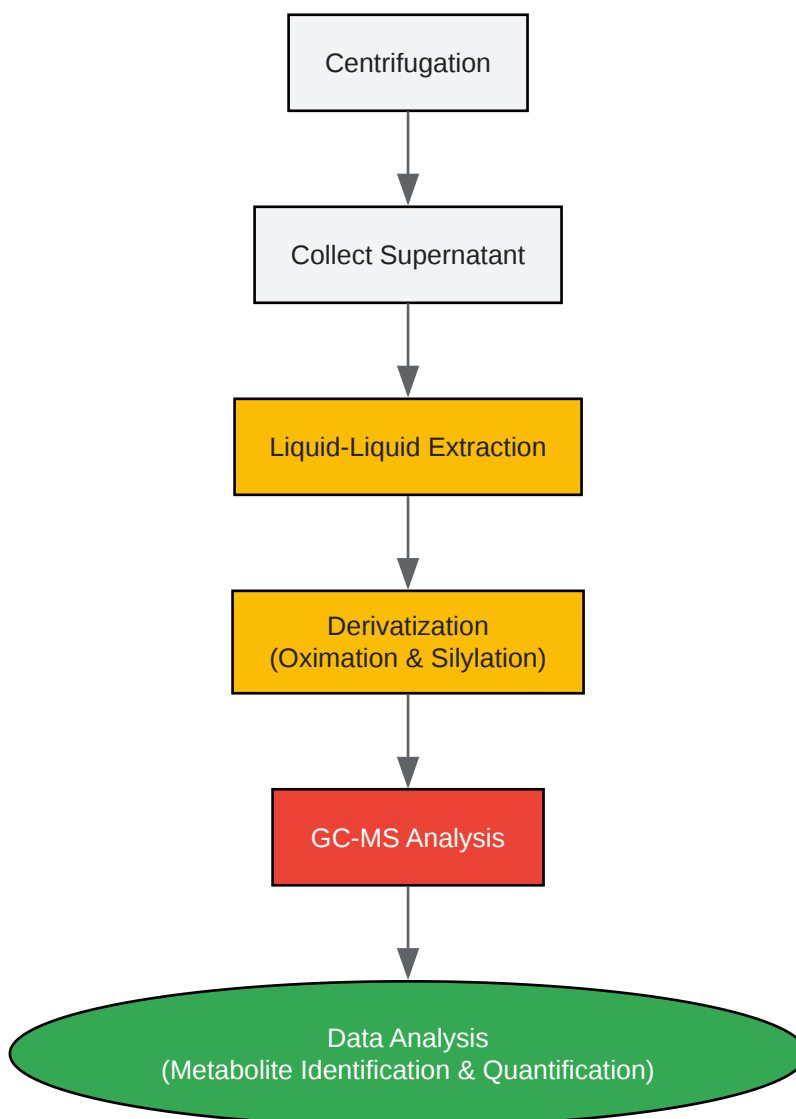 Centrifugation
Collect Supernatant
Liquid-Liquid Extraction
Derivatization
(Oximation & Silylation)
GC-MS Analysis
Data Analysis
(Metabolite Identification & Quantification)